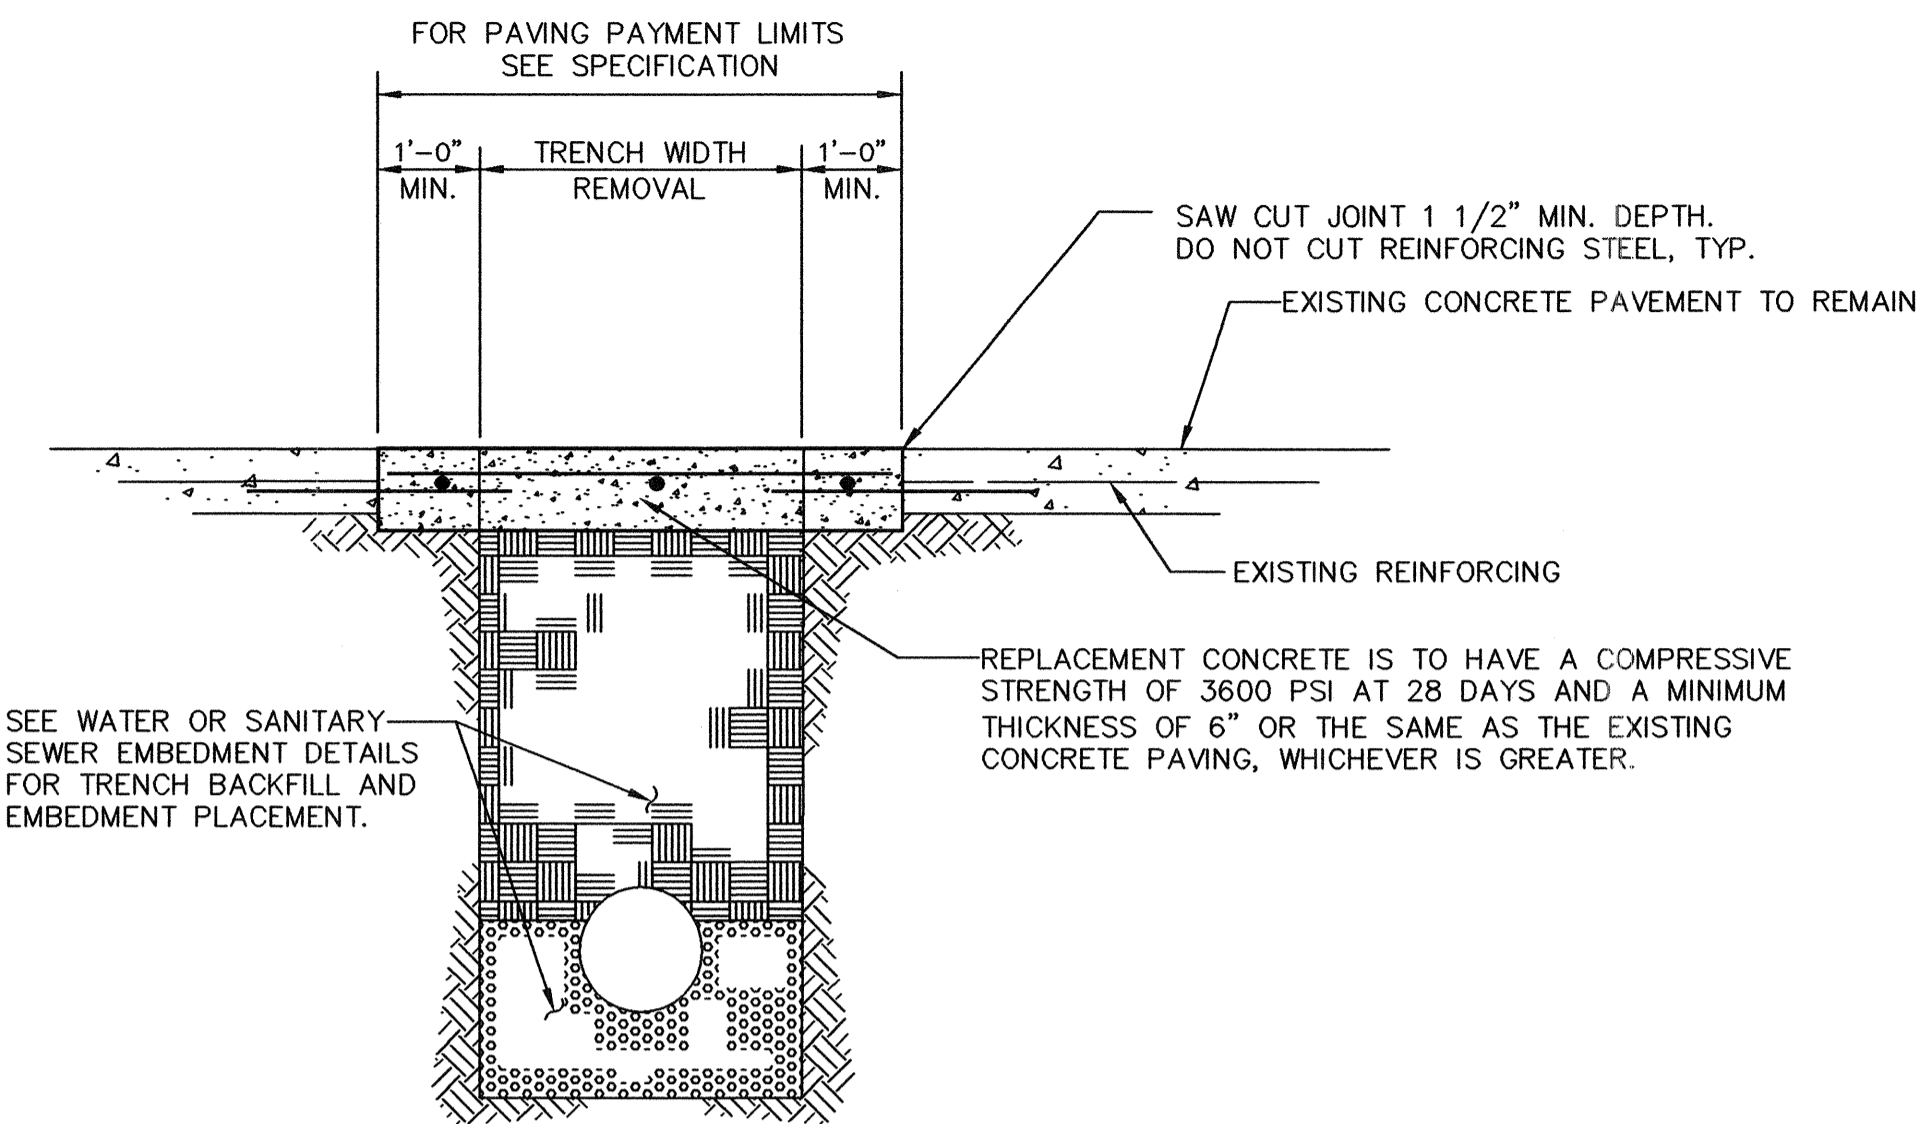 FOR PAVING PAYMENT LIMITS
SEE SPECIFICATION
1'-0"
MIN.
TRENCH WIDTH
REMOVAL
1'-0"
MIN.
SAW CUT JOINT 1 1/2" MIN. DEPTH.
DO NOT CUT REINFORCING STEEL, TYP.
EXISTING CONCRETE PAVEMENT TO REMAIN
EXISTING REINFORCING
REPLACEMENT CONCRETE IS TO HAVE A COMPRESSIVE
STRENGTH OF 3600 PSI AT 28 DAYS AND A MINIMUM
THICKNESS OF 6" OR THE SAME AS THE EXISTING
CONCRETE PAVING, WHICHEVER IS GREATER.
SEE WATER OR SANITARY
SEWER EMBEDMENT DETAILS
FOR TRENCH BACKFILL AND
EMBEDMENT PLACEMENT.